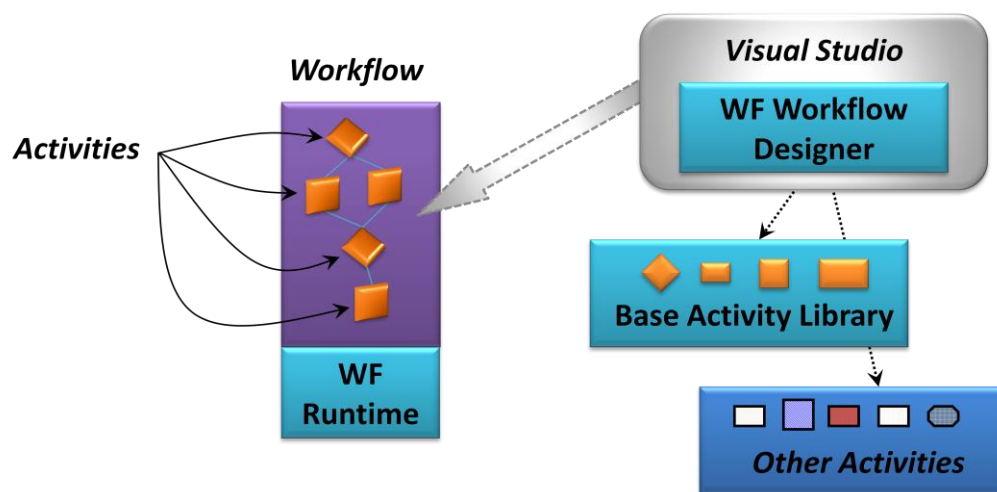 Visual Studio
Workflow
WF Workflow
Designer
Activities
Base Activity Library
WF
Runtime
Other Activities